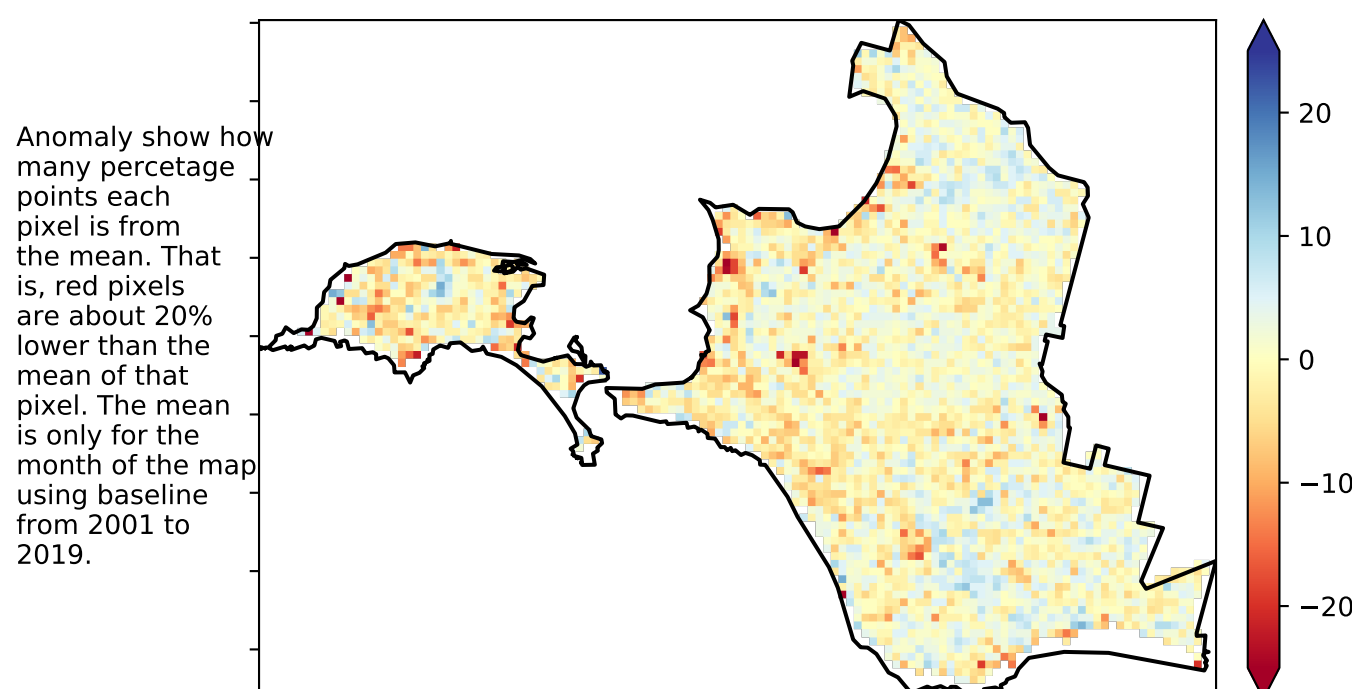 Anomaly show how
many percetage
points each
pixel is from
the mean. That
is, red pixels
are about 20%
lower than the
mean of that
pixel. The mean
is only for the
month of the map
using baseline
from 2001 to
2019.
20
10
0
−10
−20